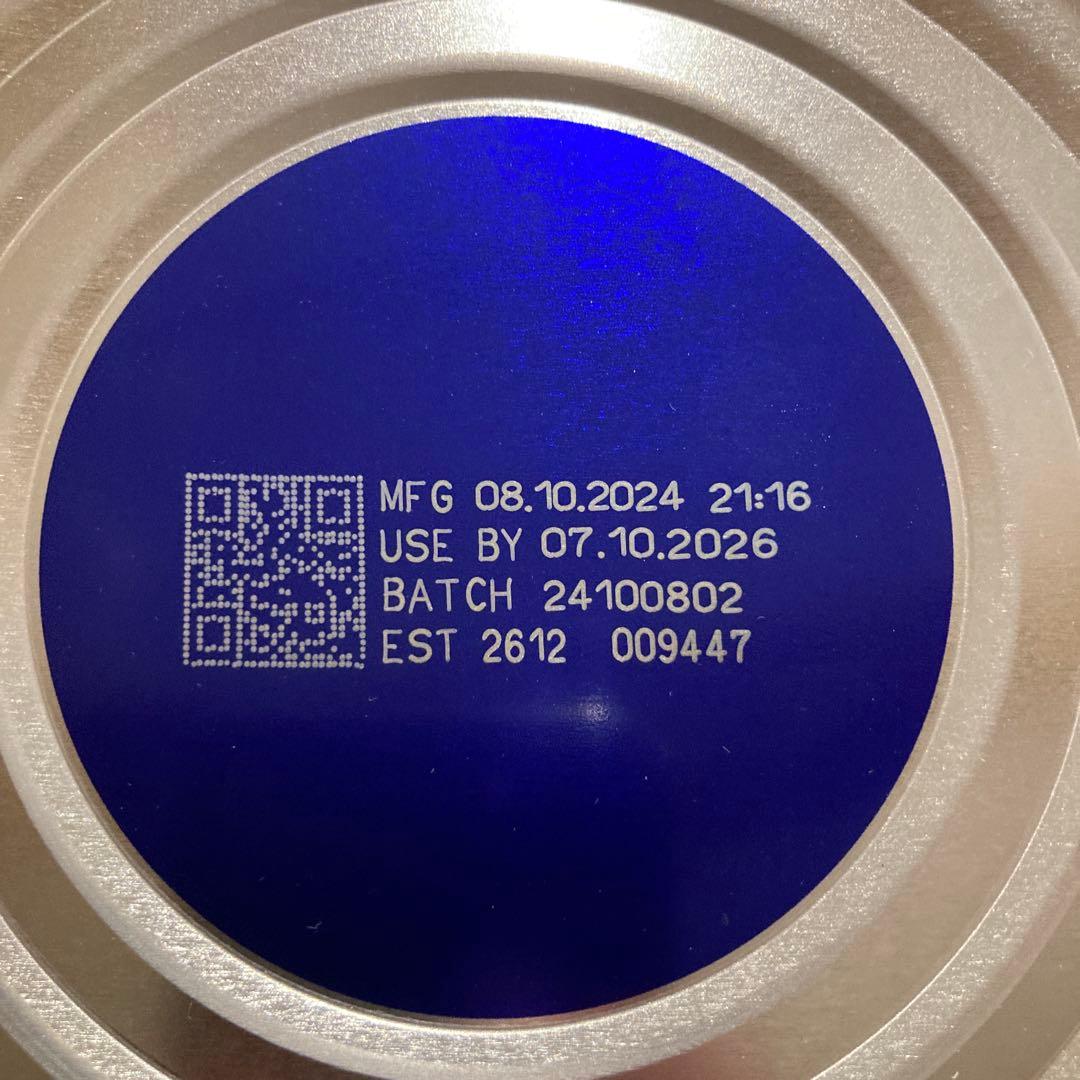 MFG 08.10.2024 21:16
USE BY 07.10.2026
BATCH 24100802
EST 2612 009447